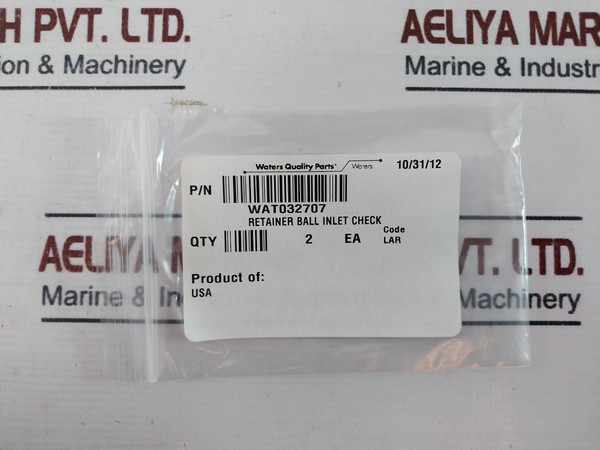 H PVT. LTD.
on & Machinery
AELIYA MAR
Marine & Industr
Waters Quality Parts Waters 10/31/12
P/N
WAT032707
RETAINER BALL INLET CHECK
QTY 2 EA Code
LAR
Product of:
USA
AELIYA
VT. LTD.
Marine & In
Machinery